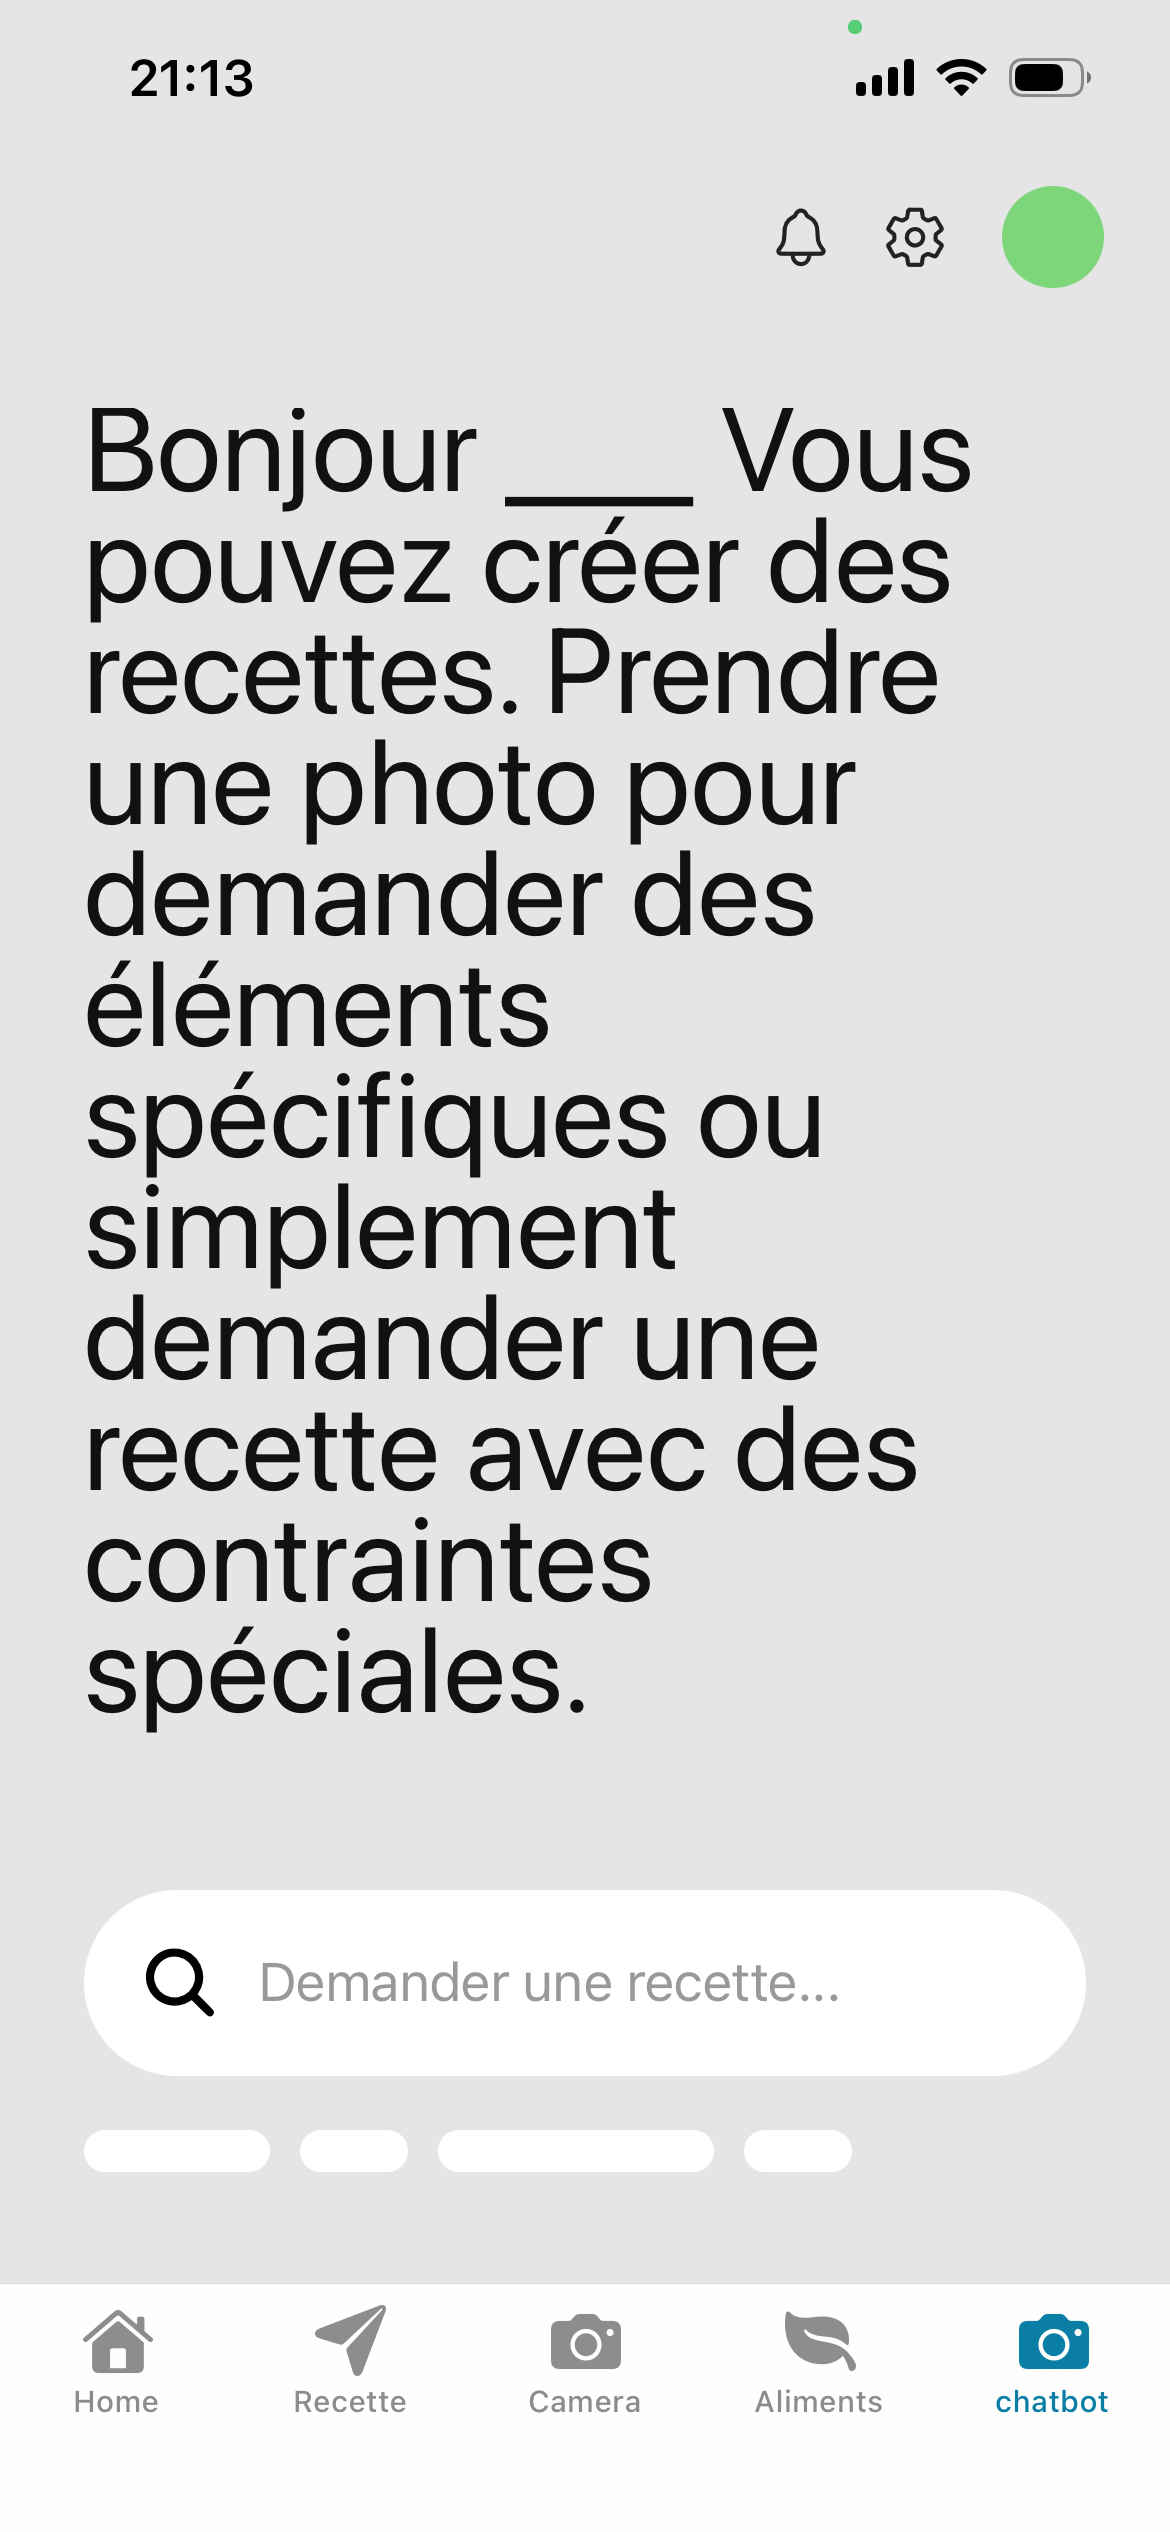 21:13
Bonjour ____ Vous
pouvez créer des
recettes. Prendre
une photo pour
demander des
éléments
spécifiques ou
simplement
demander une
recette avec des
contraintes
spéciales.
Demander une recette...
Home Recette Camera Aliments chatbot